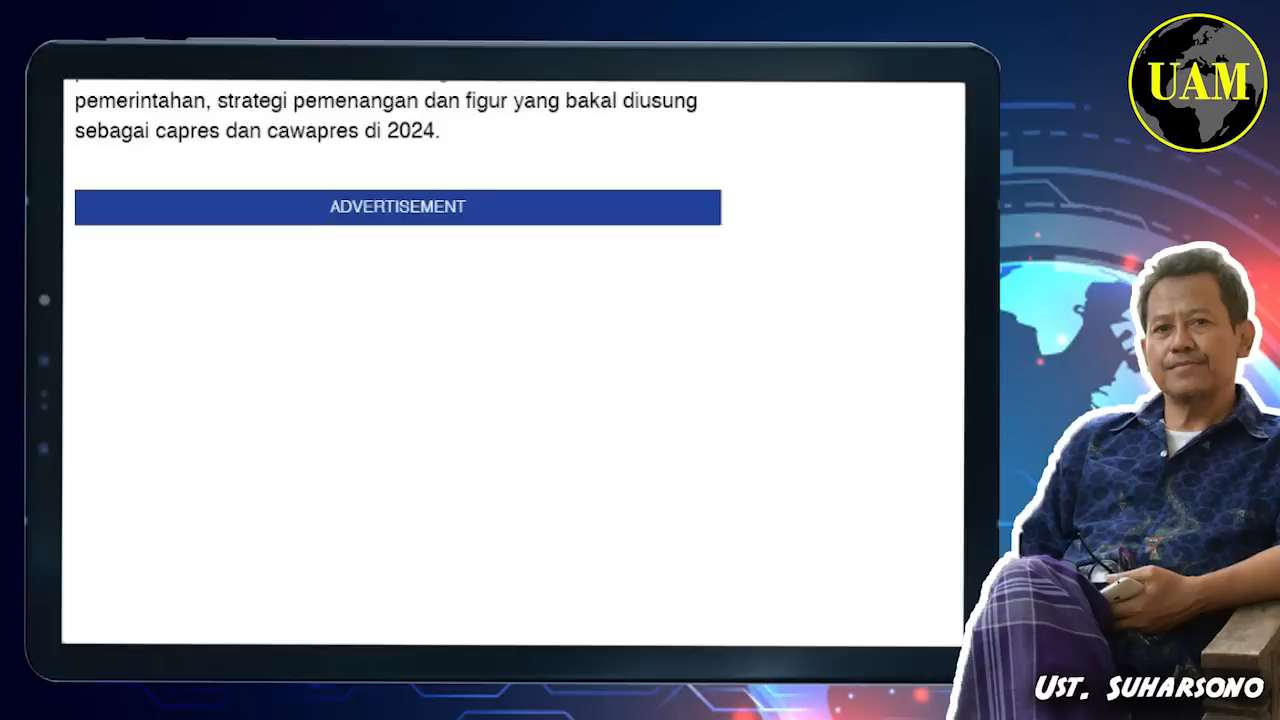 pemerintahan, strategi pemenangan dan figur yang bakal diusung
sebagai capres dan cawapres di 2024.
ADVERTISEMENT
UAM
UST. SUHARSONO